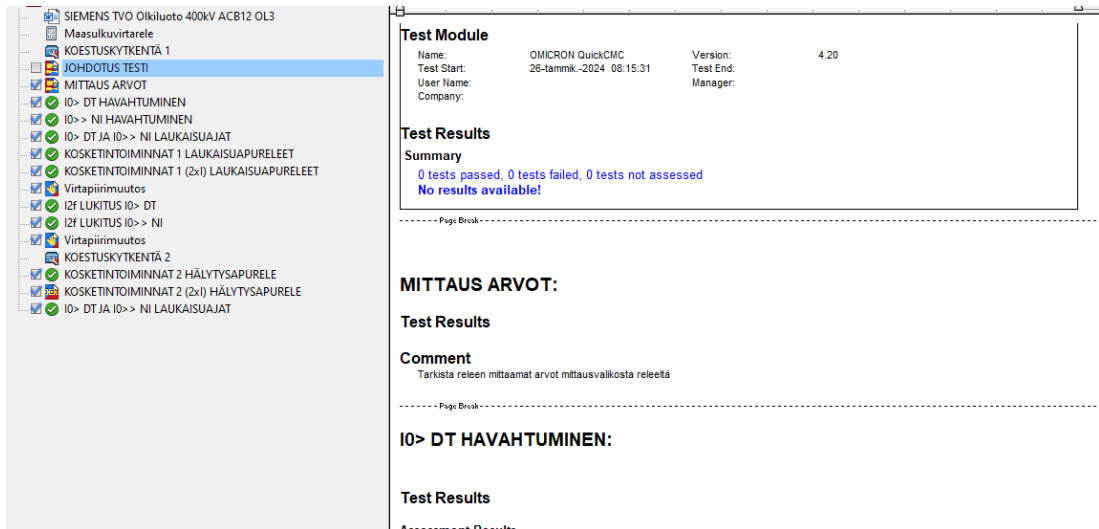 SIEMENS TVO Olkiluoto 400kV ACB12 OL3
Maasulkuvirtarele
KOESTUSKYTKENTÄ 1
JOHDOTUS TESTI
MITTAUS ARVOT
I0> DT HAVAHTUMINEN
I0>> NI HAVAHTUMINEN
I0> DT JA I0>> NI LAUKAISUAJAT
KOSKETINTOIMINNAT 1 LAUKAISUAPURELEET
KOSKETINTOIMINNAT 1 (2xI) LAUKAISUAPURELEET
Virtapiirimuutos
I2f LUKITUS I0> DT
I2f LUKITUS I0>> NI
Virtapiirimuutos
KOESTUSKYTKENTÄ 2
KOSKETINTOIMINNAT 2 HÄLYTYSAPURELE
KOSKETINTOIMINNAT 2 (2xI) HÄLYTYSAPURELE
I0> DT JA I0>> NI LAUKAISUAJAT
Test Module
Name: OMICRON QuickCMC Version: 4.20
Test Start: 26-tammik.-2024 08:15:31 Test End:
User Name: Manager:
Company:
Test Results
Summary
0 tests passed, 0 tests failed, 0 tests not assessed
No results available!
Page Break
MITTAUS ARVOT:
Test Results
Comment
Tarkista releen mittaamat arvot mittausvalikosta releeltä
Page Break
I0> DT HAVAHTUMINEN:
Test Results
Assessment Results